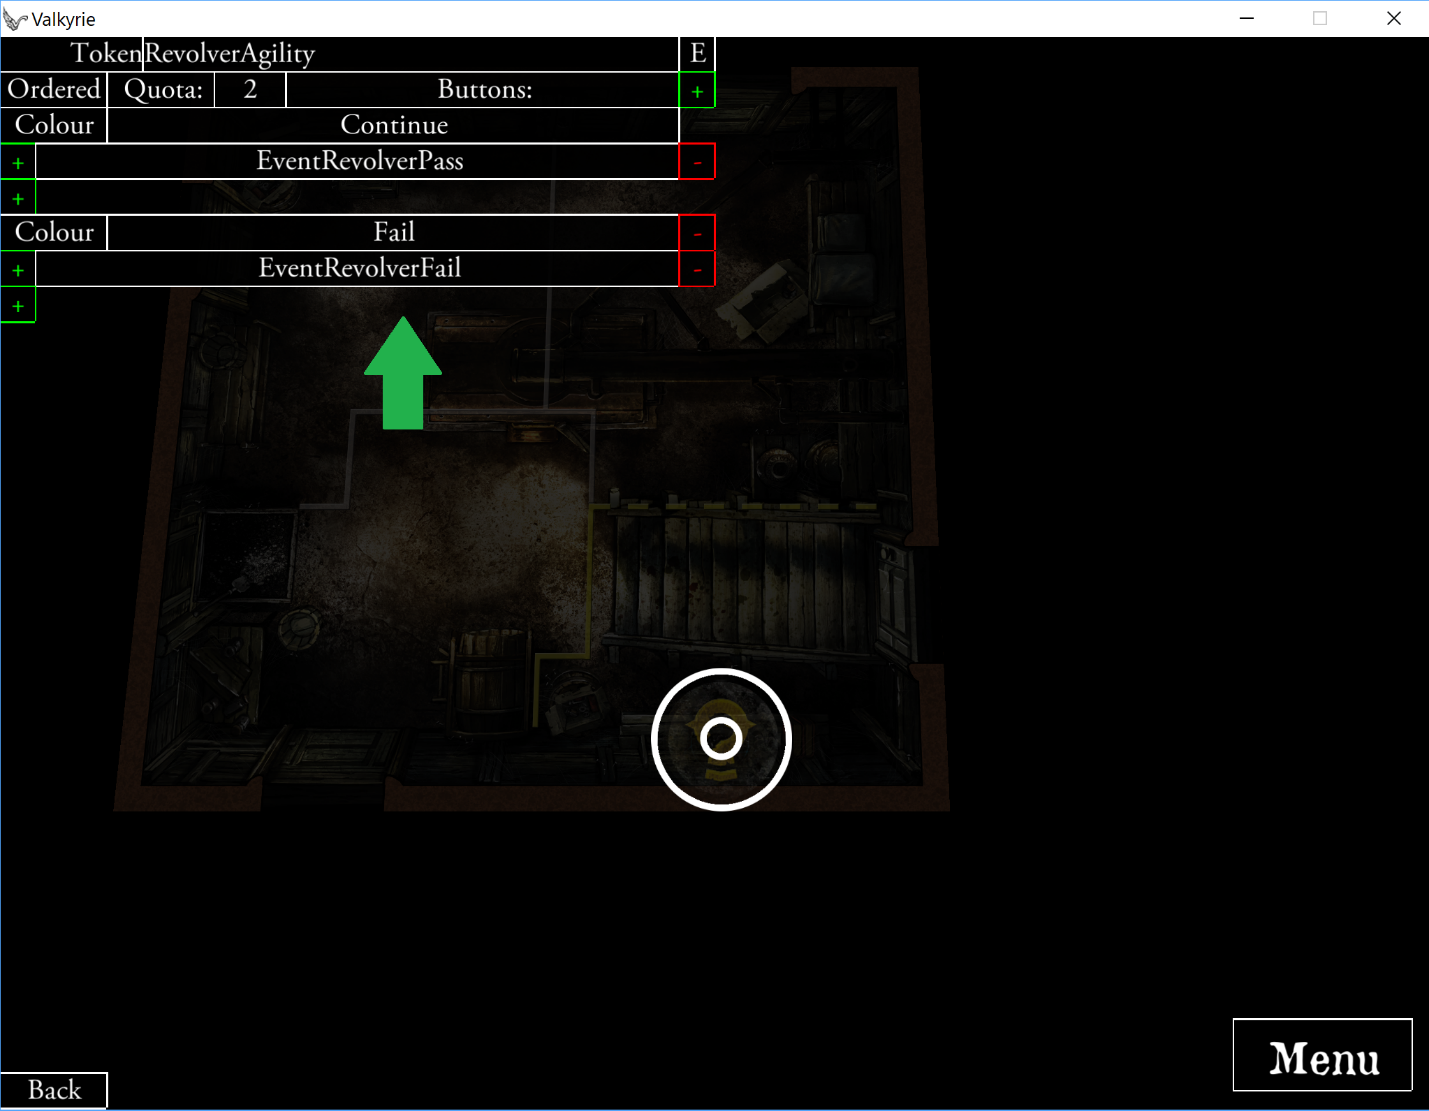 Valkyrie
Token RevolverAgility E
Ordered Quota: 2 Buttons: +
Colour Continue
+ EventRevolverPass -
+
Colour Fail -
+ EventRevolverFail -
+
Menu
Back